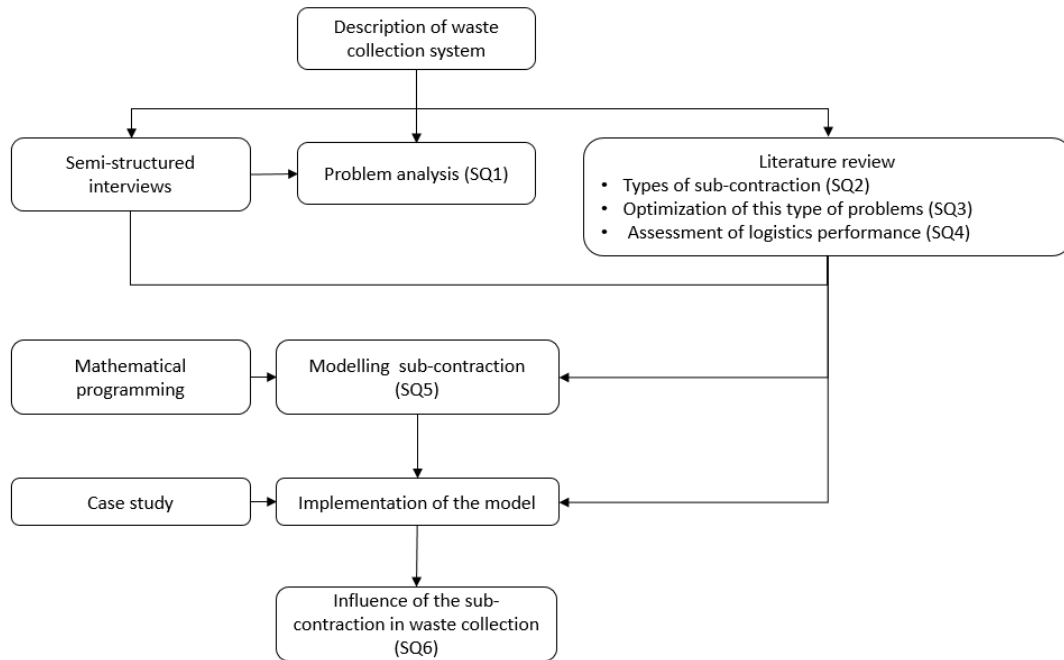 Description of waste
collection system
Semi-structured
interviews
Problem analysis (SQ1)
Literature review
• Types of sub-contraction (SQ2)
• Optimization of this type of problems (SQ3)
• Assessment of logistics performance (SQ4)
Mathematical
programming
Modelling sub-contraction
(SQ5)
Case study
Implementation of the model
Influence of the sub-
contraction in waste collection
(SQ6)